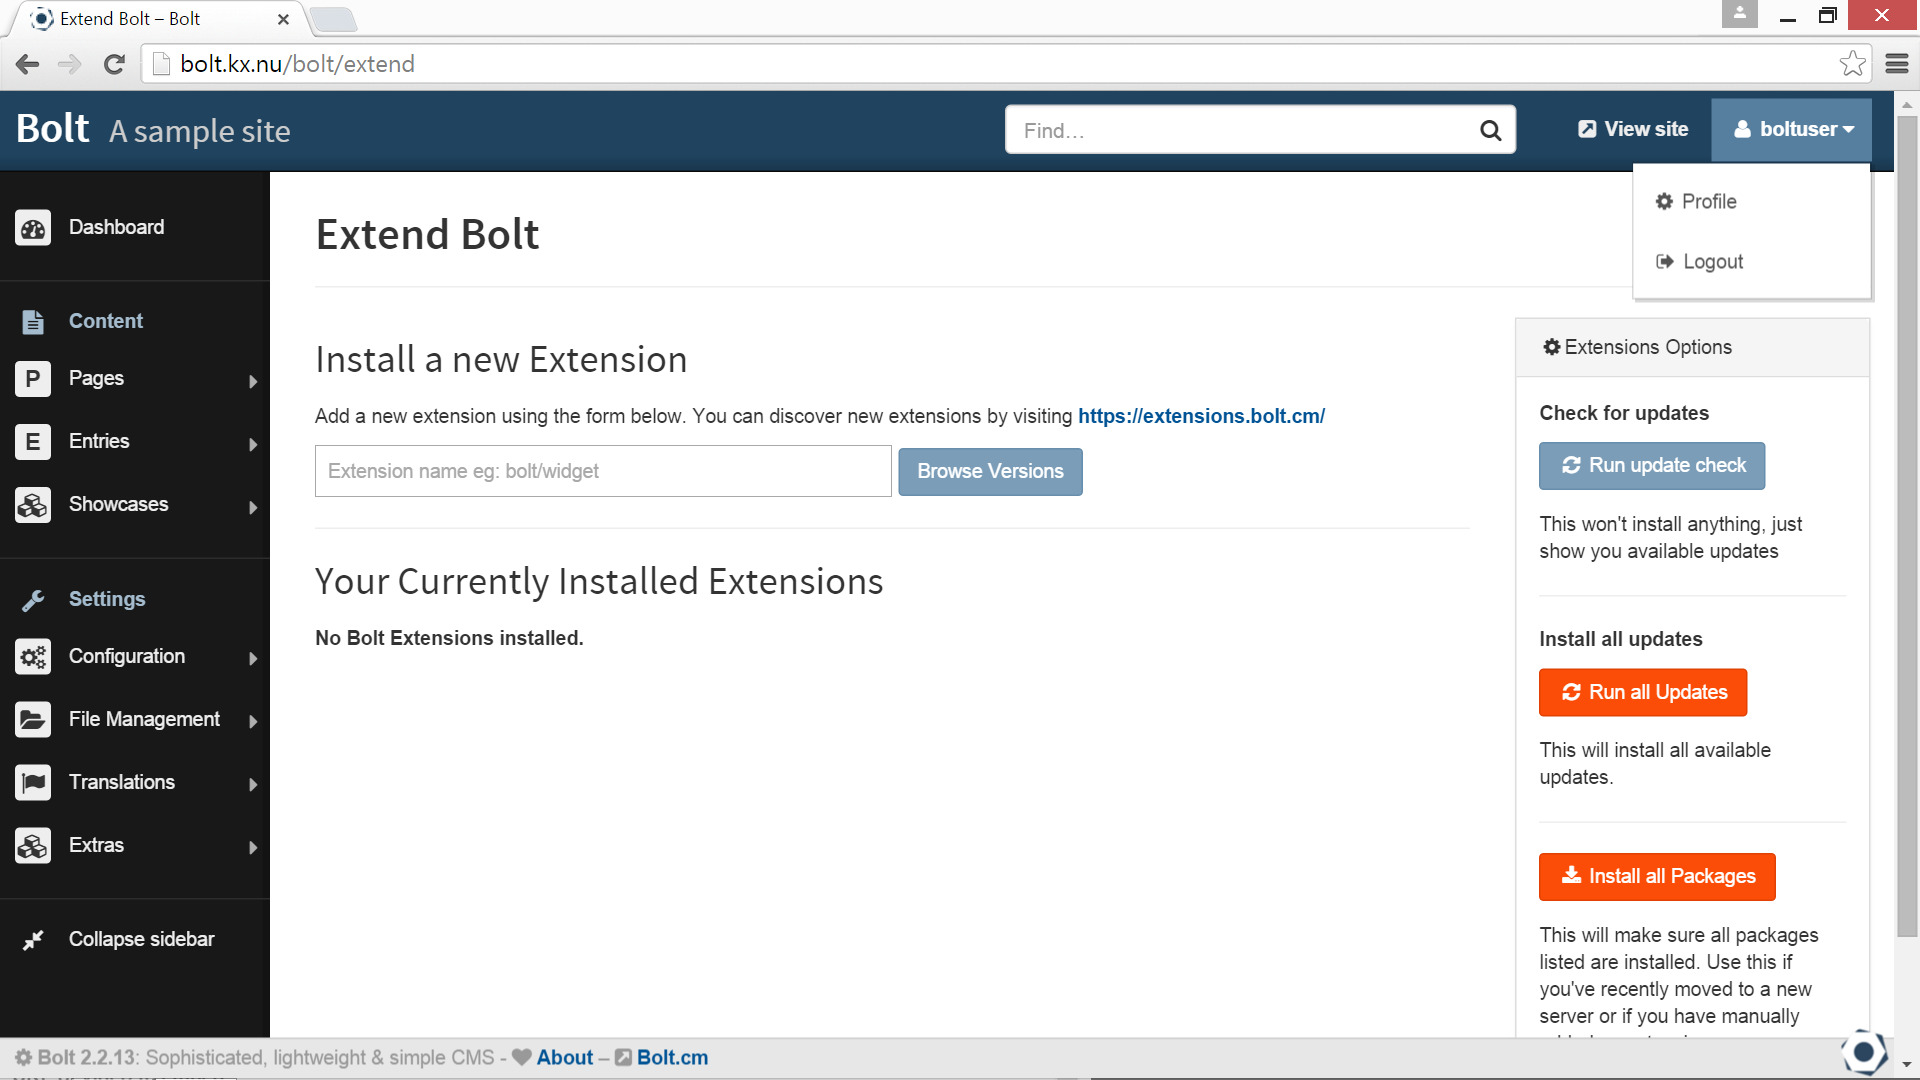 Extend Bolt – Bolt
bolt.kx.nu/bolt/extend
Bolt A sample site
Find...
View site
boltuser
Profile
Logout
Dashboard
Content
P Pages
E Entries
Showcases
Settings
Configuration
File Management
Translations
Extras
Collapse sidebar
Extend Bolt
Install a new Extension
Add a new extension using the form below. You can discover new extensions by visiting https://extensions.bolt.cm/
Extension name eg: bolt/widget
Browse Versions
Your Currently Installed Extensions
No Bolt Extensions installed.
Extensions Options
Check for updates
Run update check
This won't install anything, just
show you available updates
Install all updates
Run all Updates
This will install all available
updates.
Install all Packages
This will make sure all packages
listed are installed. Use this if
you've recently moved to a new
server or if you have manually
Bolt 2.2.13: Sophisticated, lightweight & simple CMS - About – Bolt.cm